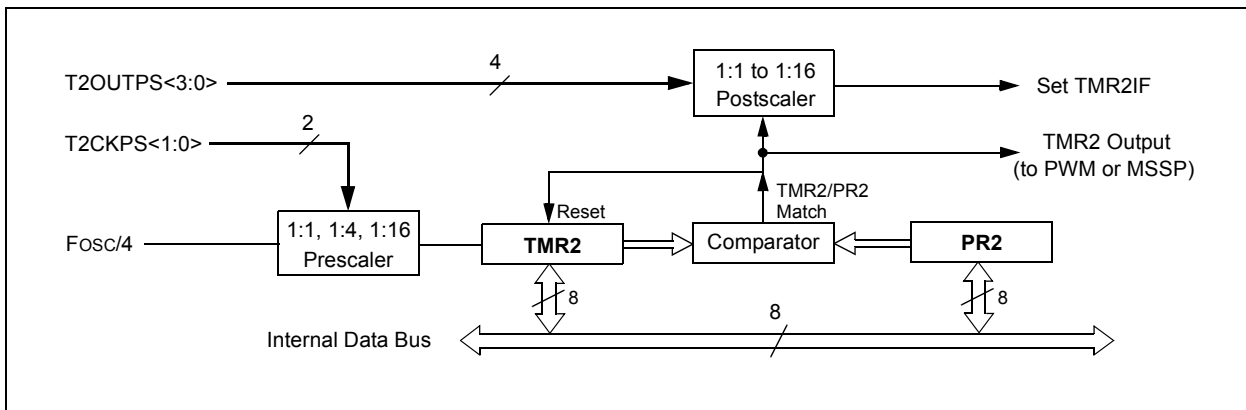 T2OUTPS<3:0>
4
1:1 to 1:16
Postscaler
Set TMR2IF
T2CKPS<1:0>
2
TMR2 Output
(to PWM or MSSP)
TMR2/PR2
Match
Reset
FOSC/4
1:1, 1:4, 1:16
Prescaler
TMR2
Comparator
PR2
8
8
8
Internal Data Bus